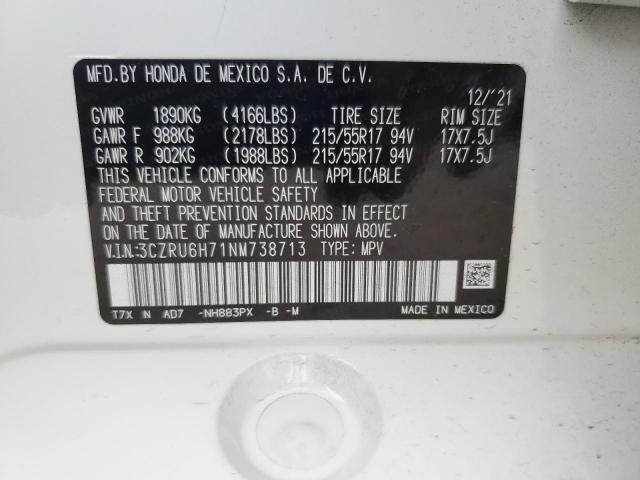 MFD.BY HONDA DE MEXICO S.A. DE C.V.
12/'21
GVWR 1890KG (4166LBS) TIRE SIZE RIM SIZE
GAWR F 988KG (2178LBS) 215/55R17 94V 17X7.5J
GAWR R 902KG (1988LBS) 215/55R17 94V 17X7.5J
THIS VEHICLE CONFORMS TO ALL APPLICABLE
FEDERAL MOTOR VEHICLE SAFETY
AND THEFT PREVENTION STANDARDS IN EFFECT
ON THE DATE OF MANUFACTURE SHOWN ABOVE.
V.I.N:3CZRU6H71NM738713 TYPE: MPV
T7X N AD7 -NH883PX -B -M
MADE IN MEXICO